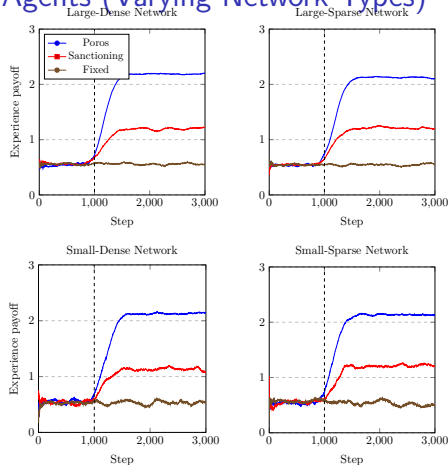 Agents (Varying Network Types)
Large-Dense Network
Large-Sparse Network
3
2
1
0
Experience payoff
Poros
Sanctioning
Fixed
0
1,000
2,000
3,000
Step
3
2
1
0
0
1,000
2,000
3,000
Step
Small-Dense Network
Small-Sparse Network
3
2
1
0
Experience payoff
0
1,000
2,000
3,000
Step
3
2
1
0
0
1,000
2,000
3,000
Step